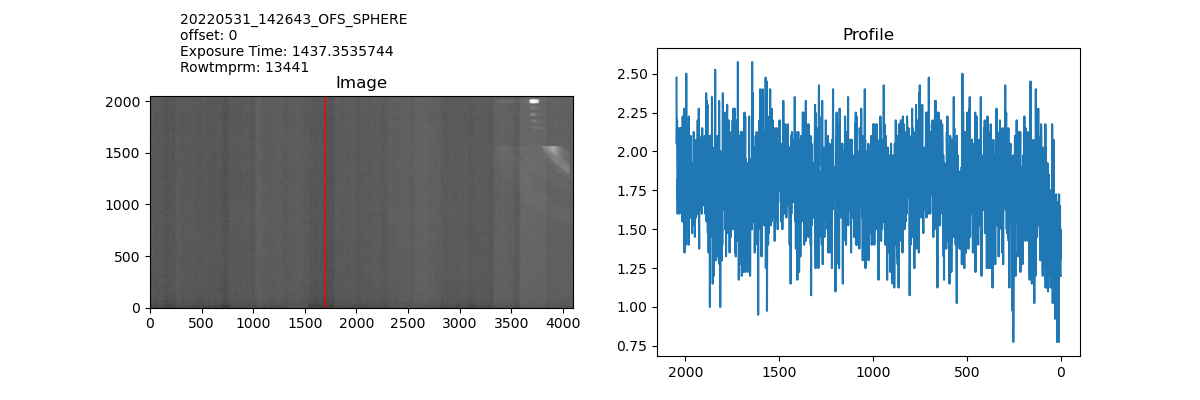 20220531_142643_OFS_SPHERE
offset: 0
Exposure Time: 1437.3535744
Rowtmprm: 13441
Image
2000
1500
1000
500
0
0 500 1000 1500 2000 2500 3000 3500 4000
Profile
2.50
2.25
2.00
1.75
1.50
1.25
1.00
0.75
2000 1500 1000 500 0